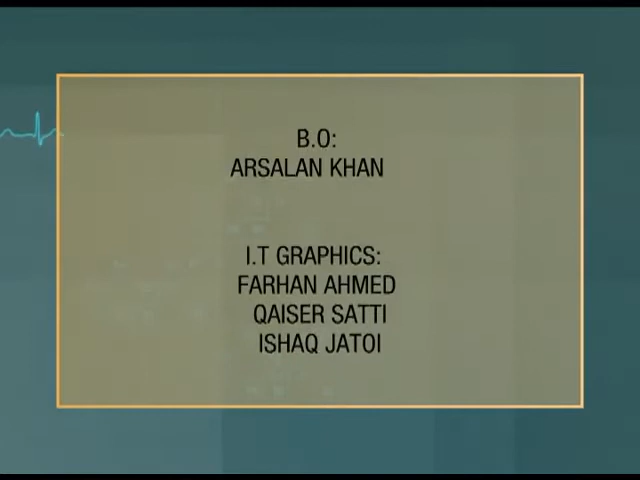 B.O:
ARSALAN KHAN
I.T GRAPHICS:
FARHAN AHMED
QAISER SATTI
ISHAQ JATOI